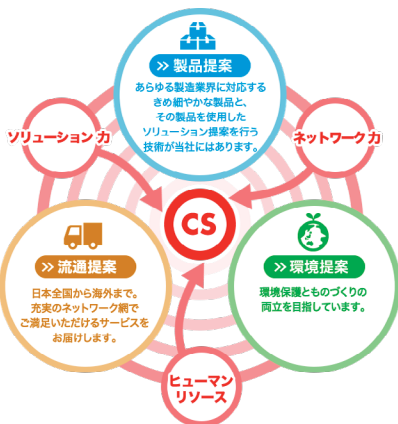 ≫ 製品提案
あらゆる製造業界に対応する
きめ細やかな製品と、
その製品を使用した
ソリューション提案を行う
技術が当社にはあります。
ソリューション力
ネットワーク力
CS
≫ 流通提案
日本全国から海外まで。
充実のネットワーク網で
ご満足いただけるサービスを
お届けします。
≫ 環境提案
環境保護とものづくりの
両立を目指しています。
ヒューマン
リソース